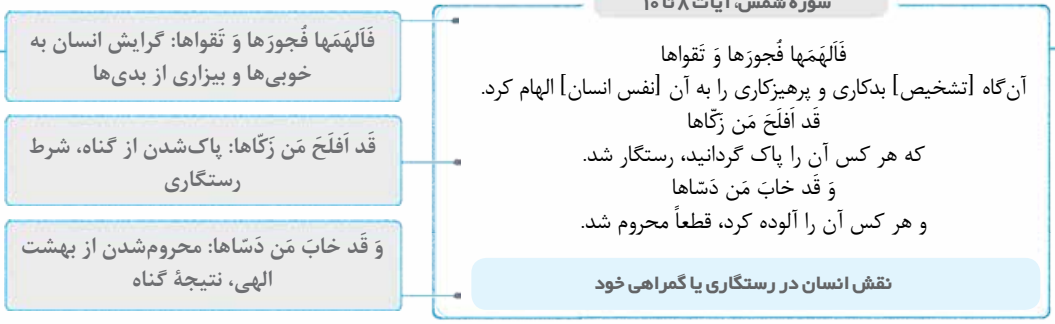 سوره شمس، آیات ۸ تا ۱۰
فَاَلهَمَها فُجورَها وَ تَقواها
آن‌گاه [تشخیص] بدکاری و پرهیزکاری را به آن [نفس انسان] الهام کرد.
قَد اَفلَحَ مَن زَکّاها
که هر کس آن را پاک گردانید، رستگار شد.
وَ قَد خابَ مَن دَسّاها
و هر کس آن را آلوده کرد، قطعاً محروم شد.
نقش انسان در رستگاری یا گمراهی خود
فَاَلهَمَها فُجورَها وَ تَقواها: گرایش انسان به
خوبی‌ها و بیزاری از بدی‌ها
قَد اَفلَحَ مَن زَکّاها: پاک‌شدن از گناه، شرط
رستگاری
وَ قَد خابَ مَن دَسّاها: محروم‌شدن از بهشت
الهی، نتیجهٔ گناه